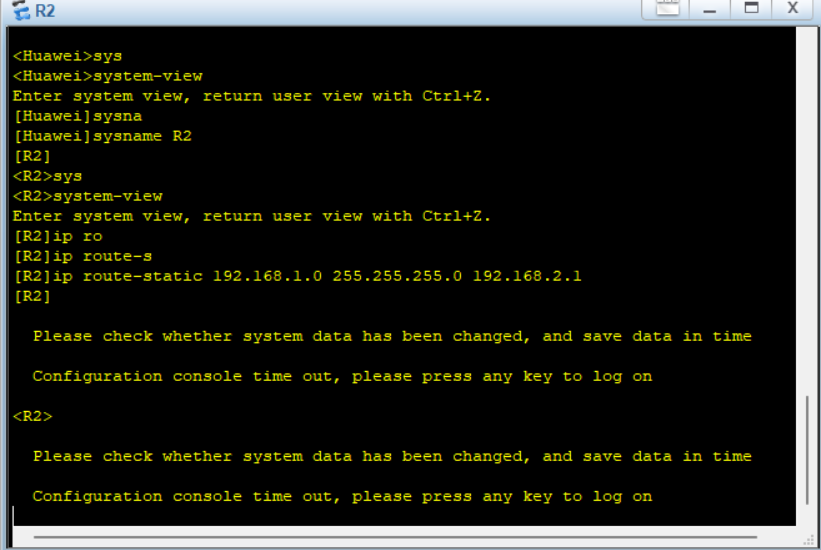 R2
<Huawei>sys
<Huawei>system-view
Enter system view, return user view with Ctrl+Z.
[Huawei]sysna
[Huawei]sysname R2
[R2]
<R2>sys
<R2>system-view
Enter system view, return user view with Ctrl+Z.
[R2]ip ro
[R2]ip route-s
[R2]ip route-static 192.168.1.0 255.255.255.0 192.168.2.1
[R2]
Please check whether system data has been changed, and save data in time
Configuration console time out, please press any key to log on
<R2>
Please check whether system data has been changed, and save data in time
Configuration console time out, please press any key to log on